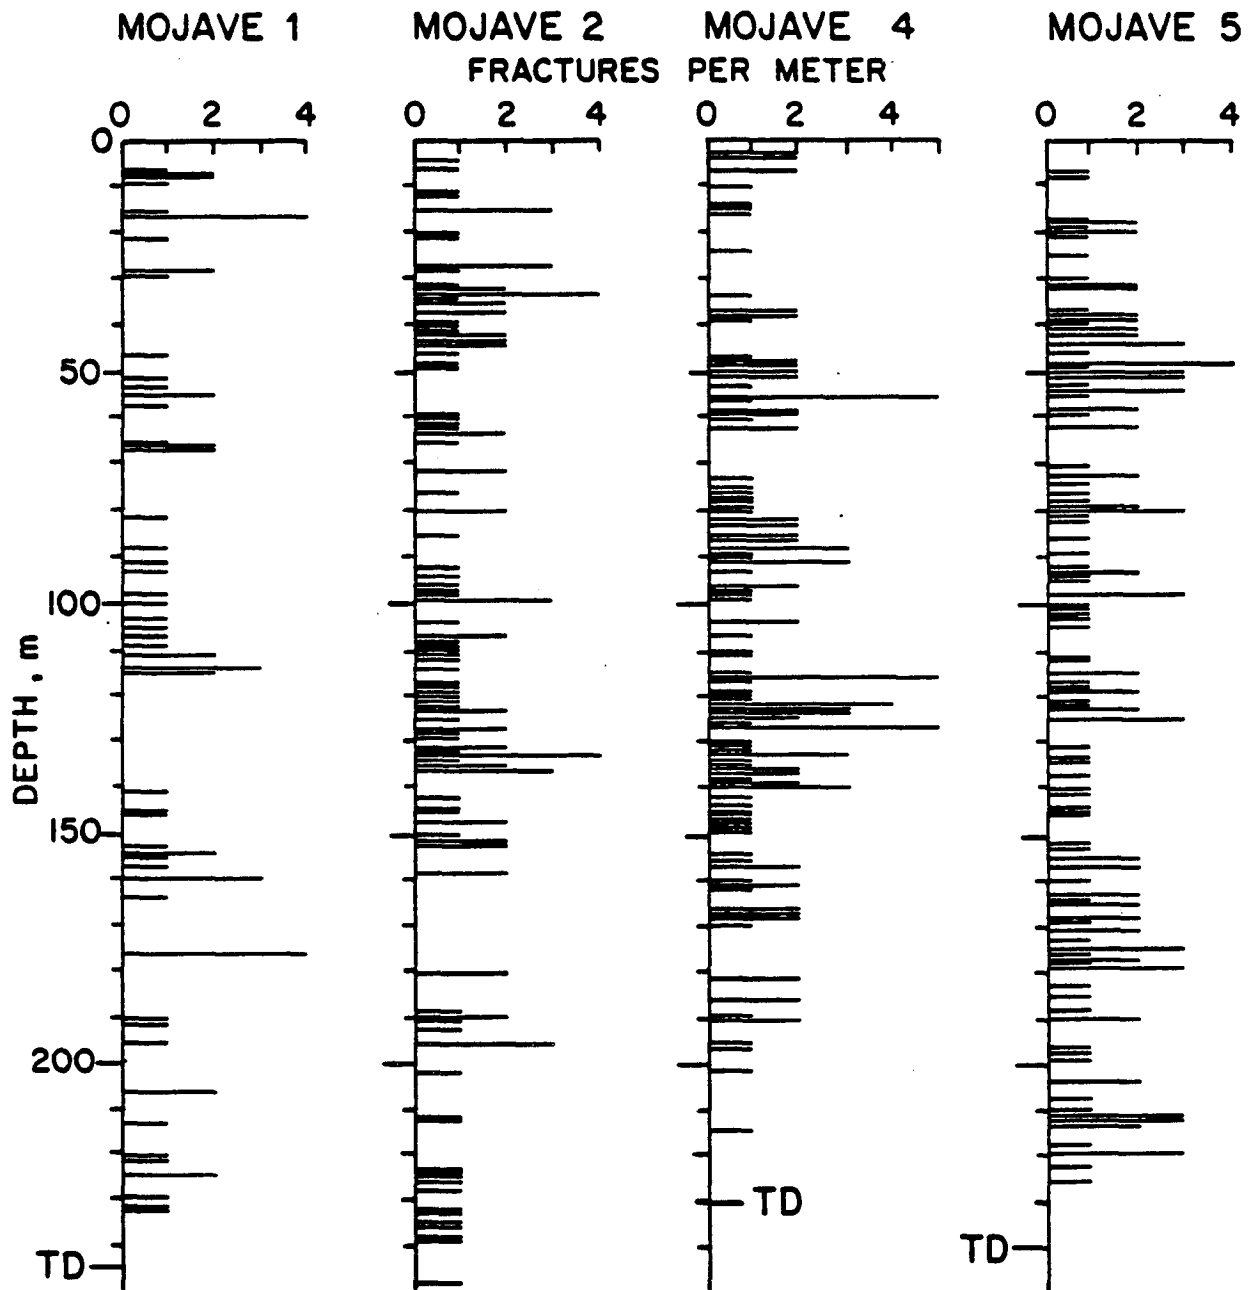 MOJAVE 1 MOJAVE 2 MOJAVE 4 MOJAVE 5
FRACTURES PER METER
0 2 4 0 2 4 0 2 4 0 2 4
0
50
100
DEPTH, m
150
200
TD
TD
TD